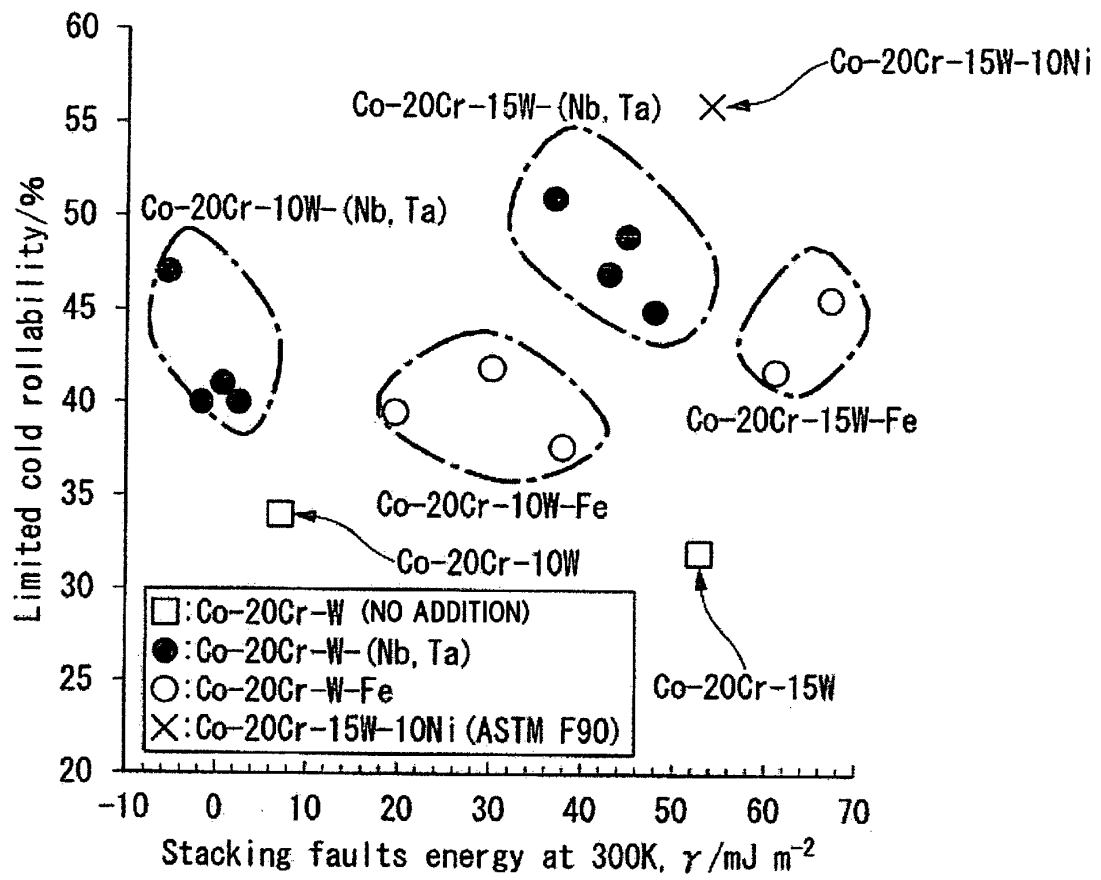 Limited cold rollability/%
60
55
50
45
40
35
30
25
20
Co-20Cr-15W-10Ni
Co-20Cr-15W-(Nb, Ta)
Co-20Cr-10W-(Nb, Ta)
Co-20Cr-15W-Fe
Co-20Cr-10W-Fe
Co-20Cr-10W
Co-20Cr-15W
:Co-20Cr-W (NO ADDITION)
:Co-20Cr-W-(Nb, Ta)
:Co-20Cr-W-Fe
:Co-20Cr-15W-10Ni(ASTM F90)
-10 0 10 20 30 40 50 60 70
Stacking faults energy at 300K, γ/mJ m⁻²